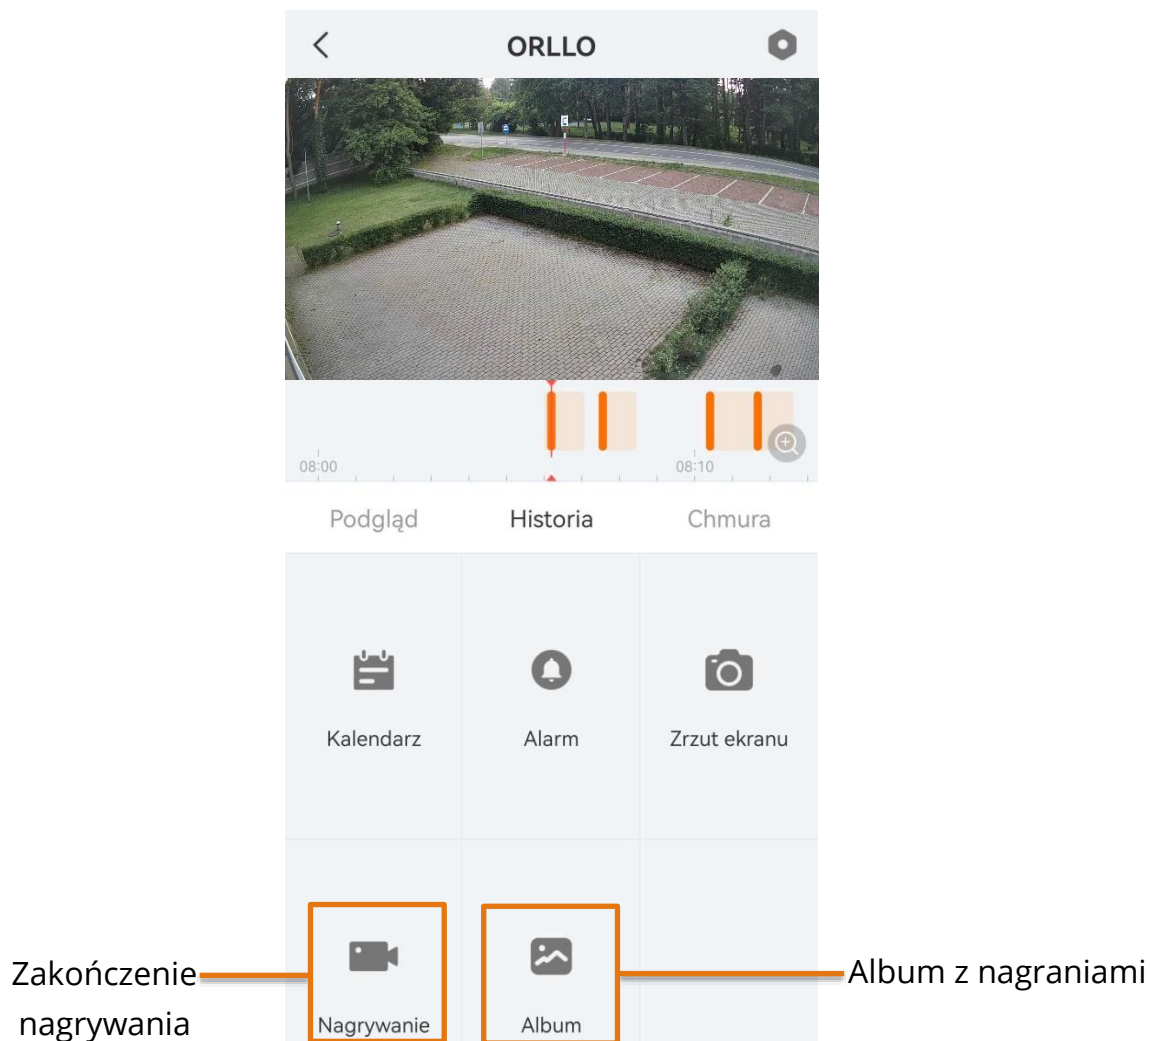 ORLLO
08:00
08:10
Podgląd
Historia
Chmura
Kalendarz
Alarm
Zrzut ekranu
Zakończenie
nagrywania
Nagrywanie
Album
Album z nagraniami